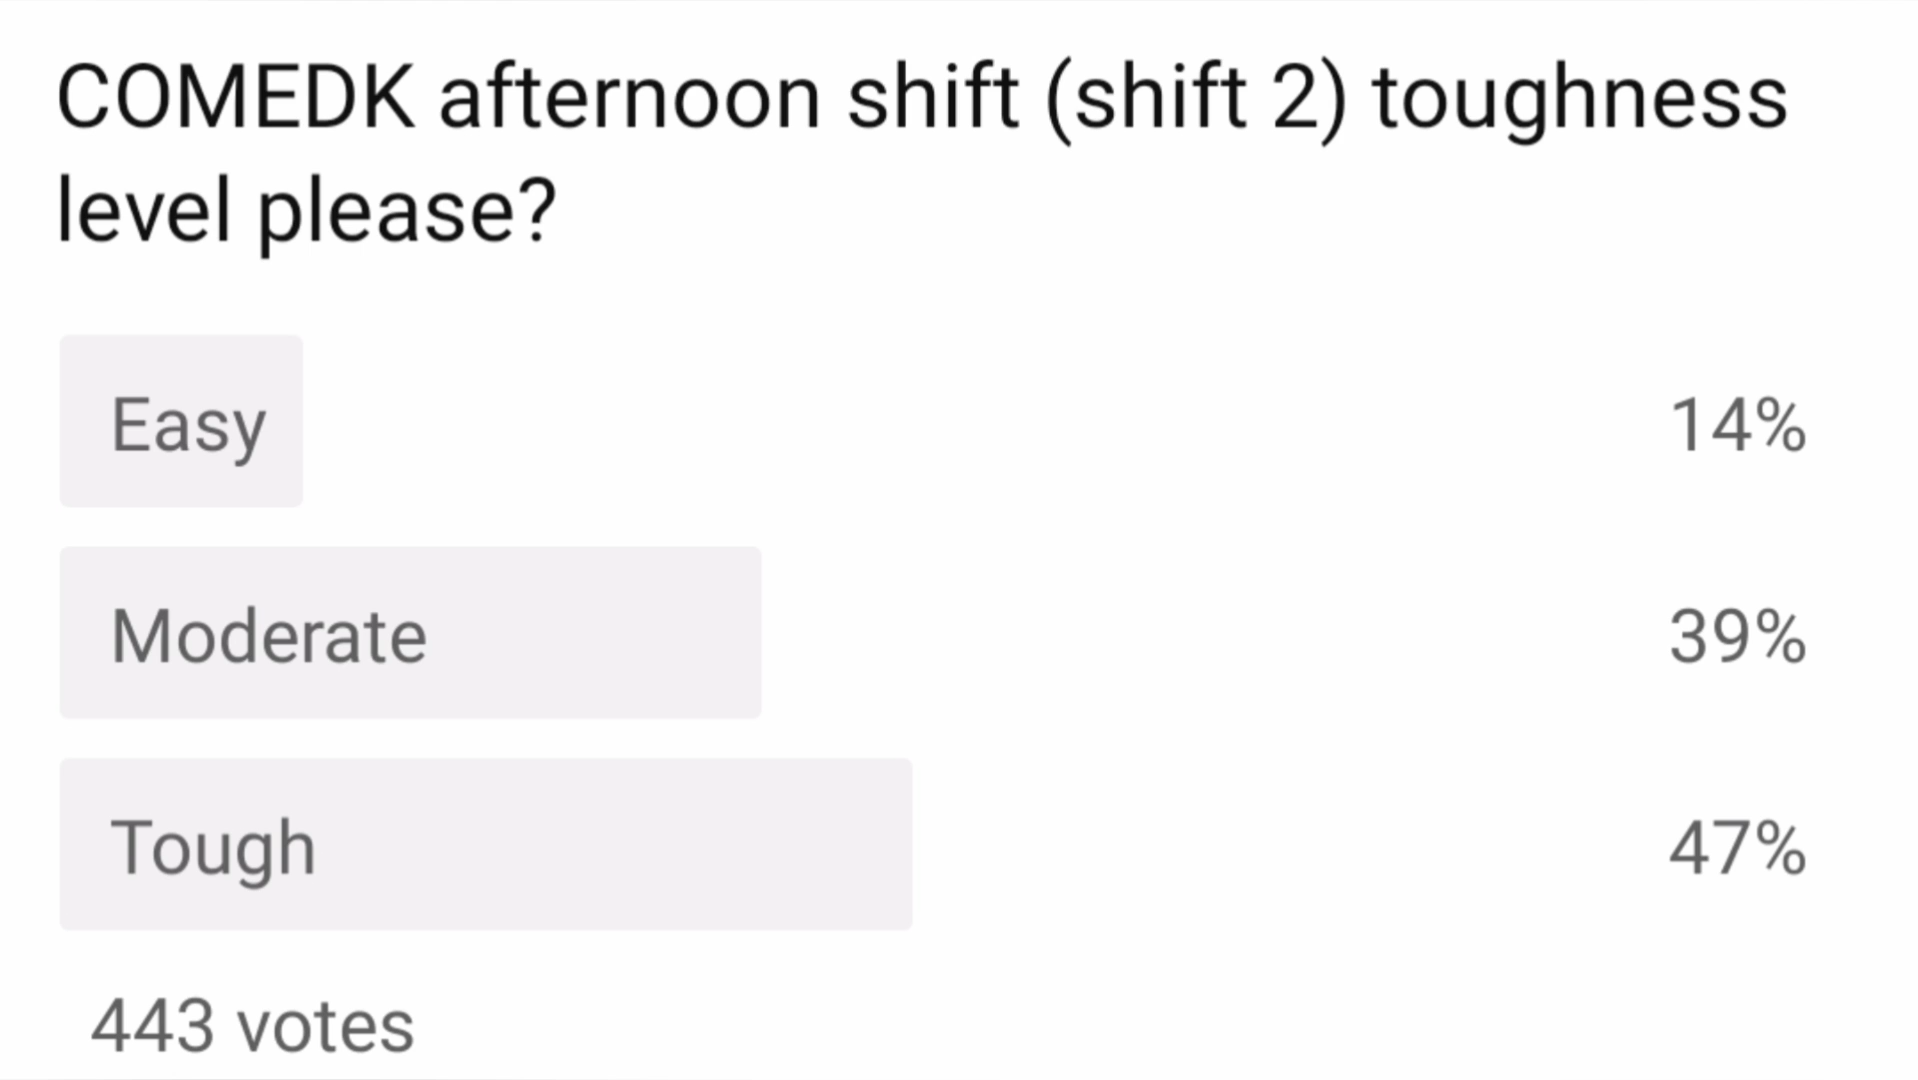 COMEDK afternoon shift (shift 2) toughness
level please?
Easy 14%
Moderate 39%
Tough 47%
443 votes